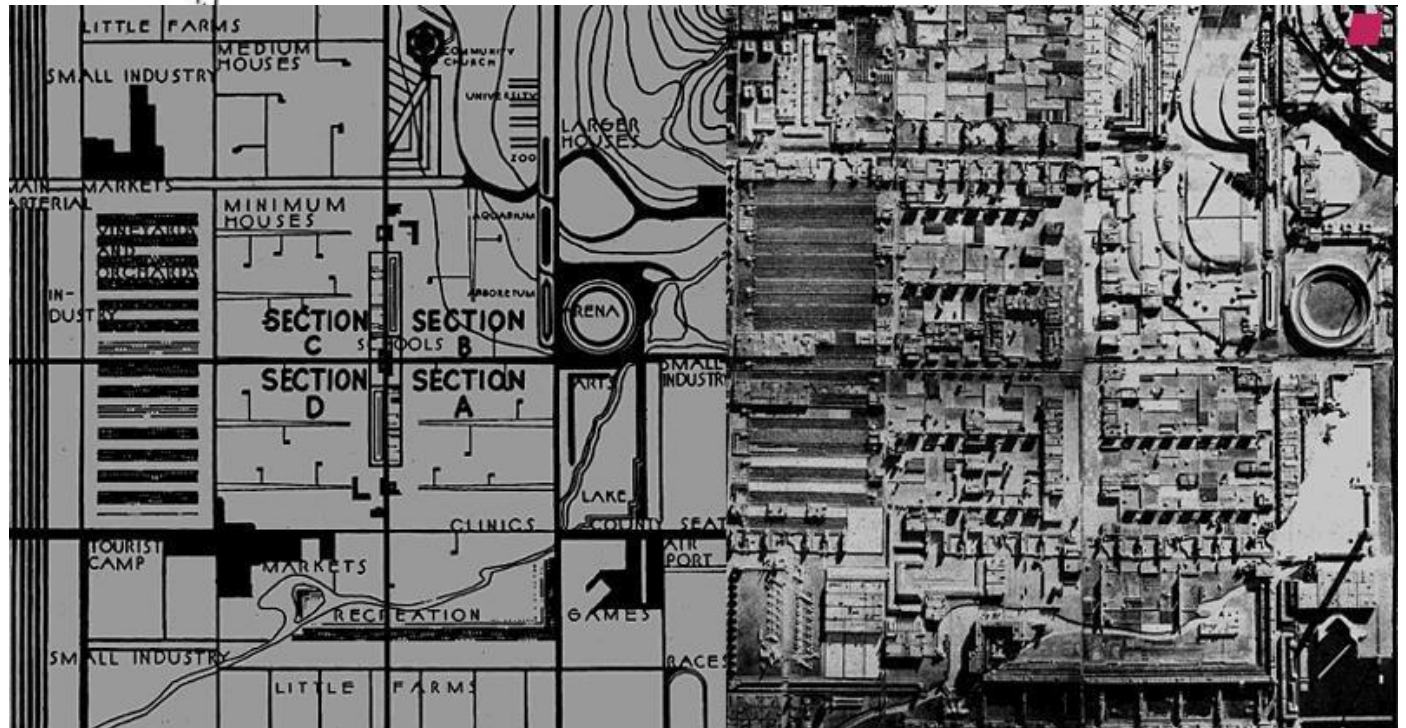 LITTLE FARMS
MEDIUM
HOUSES
SMALL INDUSTRY
COMMUNITY
CHURCH
UNIVERSITY
LARGER
HOUSES
ZOO
MAIN
ARTERIAL
MARKETS
MINIMUM
HOUSES
VINEYARDS
AND
ORCHARDS
AQUARIUM
IN-
DUSTRY
ARBORETUM
ARENA
SECTION
C
SECTION
B
SCHOOLS
SECTION
D
SECTION
A
ARTS
SMALL
INDUSTRY
LAKE
CLINICS
COUNTY SEAT
TOURIST
CAMP
MARKETS
AIR
PORT
RECREATION
GAMES
SMALL INDUSTRY
RACES
LITTLE FARMS